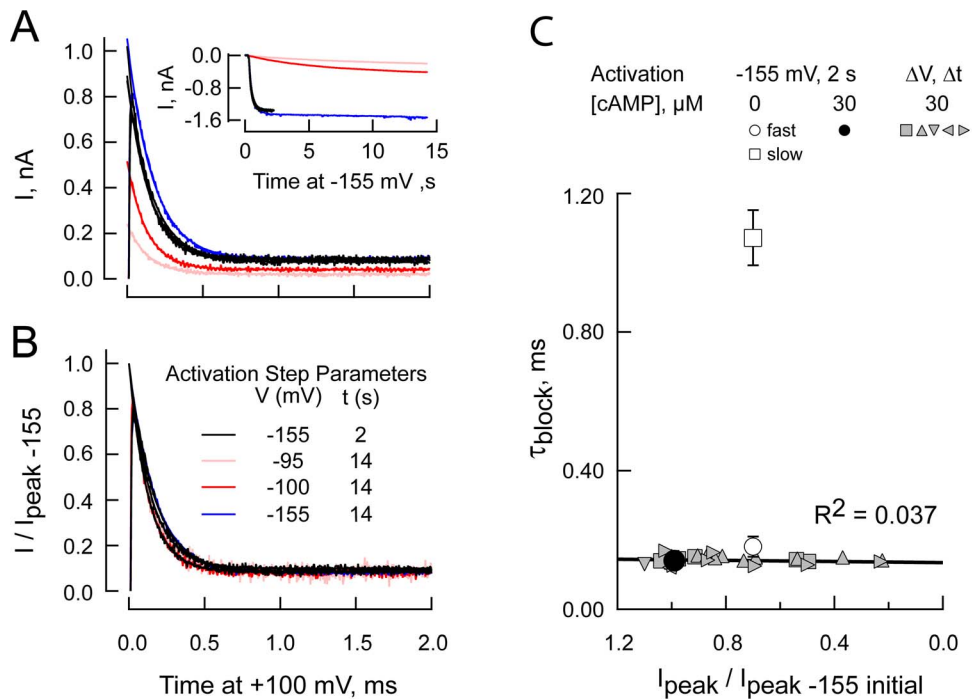 A
1.0
0.8
0.6
0.4
0.2
0.0
I, nA
0.0
-0.8
-1.6
I, nA
0 5 10 15
Time at -155 mV ,s
B
1.0
0.8
0.6
0.4
0.2
0.0
I / Ipeak -155
Activation Step Parameters
V (mV) t (s)
-155 2
-95 14
-100 14
-155 14
0.0 0.5 1.0 1.5 2.0
Time at +100 mV, ms
C
Activation -155 mV, 2 s ΔV, Δt
[cAMP], μM 0 30 30
fast
slow
1.20
0.80
0.40
0.00
τblock, ms
R² = 0.037
1.2 0.8 0.4 0.0
Ipeak / Ipeak -155 initial